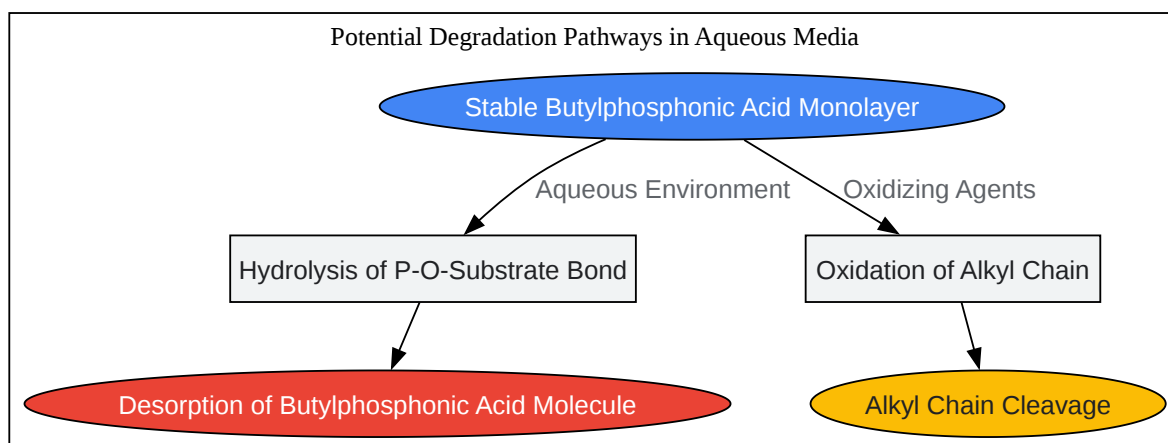 Potential Degradation Pathways in Aqueous Media
Stable Butylphosphonic Acid Monolayer
Aqueous Environment
Oxidizing Agents
Hydrolysis of P-O-Substrate Bond
Oxidation of Alkyl Chain
Desorption of Butylphosphonic Acid Molecule
Alkyl Chain Cleavage